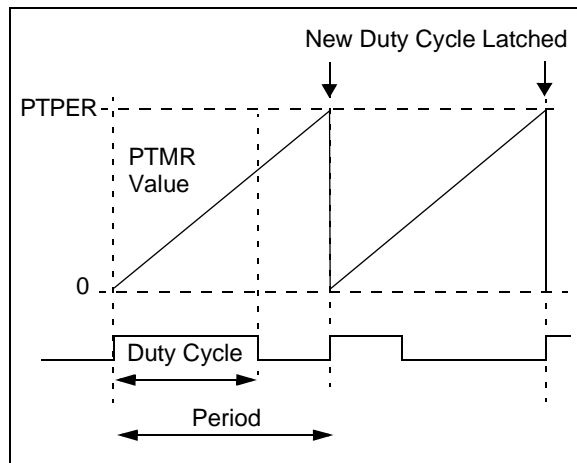 New Duty Cycle Latched
PTPER
PTMR
Value
0
Duty Cycle
Period